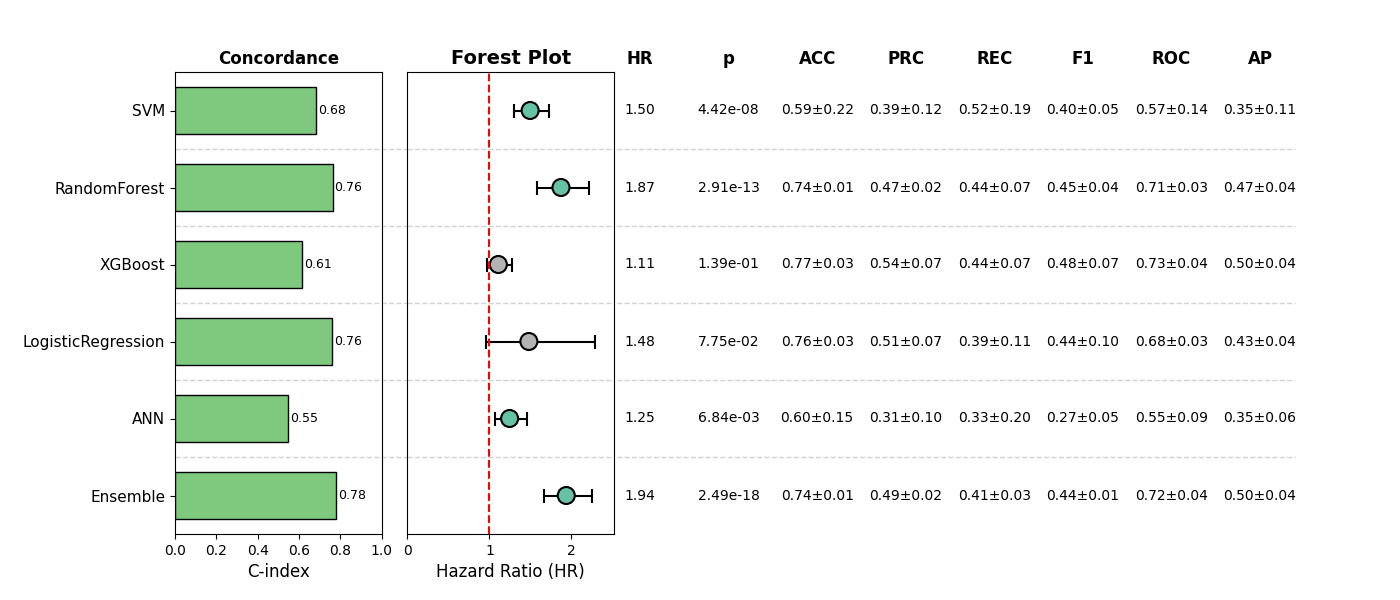 Concordance Forest Plot HR p ACC PRC REC F1 ROC AP
SVM 0.68 1.50 4.42e-08 0.59±0.22 0.39±0.12 0.52±0.19 0.40±0.05 0.57±0.14 0.35±0.11
RandomForest 0.76 1.87 2.91e-13 0.74±0.01 0.47±0.02 0.44±0.07 0.45±0.04 0.71±0.03 0.47±0.04
XGBoost 0.61 1.11 1.39e-01 0.77±0.03 0.54±0.07 0.44±0.07 0.48±0.07 0.73±0.04 0.50±0.04
LogisticRegression 0.76 1.48 7.75e-02 0.76±0.03 0.51±0.07 0.39±0.11 0.44±0.10 0.68±0.03 0.43±0.04
ANN 0.55 1.25 6.84e-03 0.60±0.15 0.31±0.10 0.33±0.20 0.27±0.05 0.55±0.09 0.35±0.06
Ensemble 0.78 1.94 2.49e-18 0.74±0.01 0.49±0.02 0.41±0.03 0.44±0.01 0.72±0.04 0.50±0.04
0.0 0.2 0.4 0.6 0.8 1.0 0 1 2
C-index Hazard Ratio (HR)